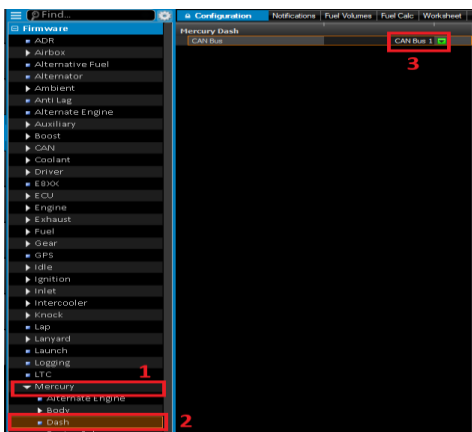 Find...
Configuration Notifications Fuel Volumes Fuel Calc Worksheet
Firmware
Mercury Dash
CAN Bus CAN Bus 1
3
ADR
Airbox
Alternative Fuel
Alternator
Ambient
Anti Lag
Alternate Engine
Auxiliary
Boost
CAN
Coolant
Driver
E8XX
ECU
Engine
Exhaust
Fuel
Gear
GPS
Idle
Ignition
Inlet
Intercooler
Knock
Lap
Lanyard
Launch
Logging
LTC
1
Mercury
Alternate Engine
Body
Dash
2